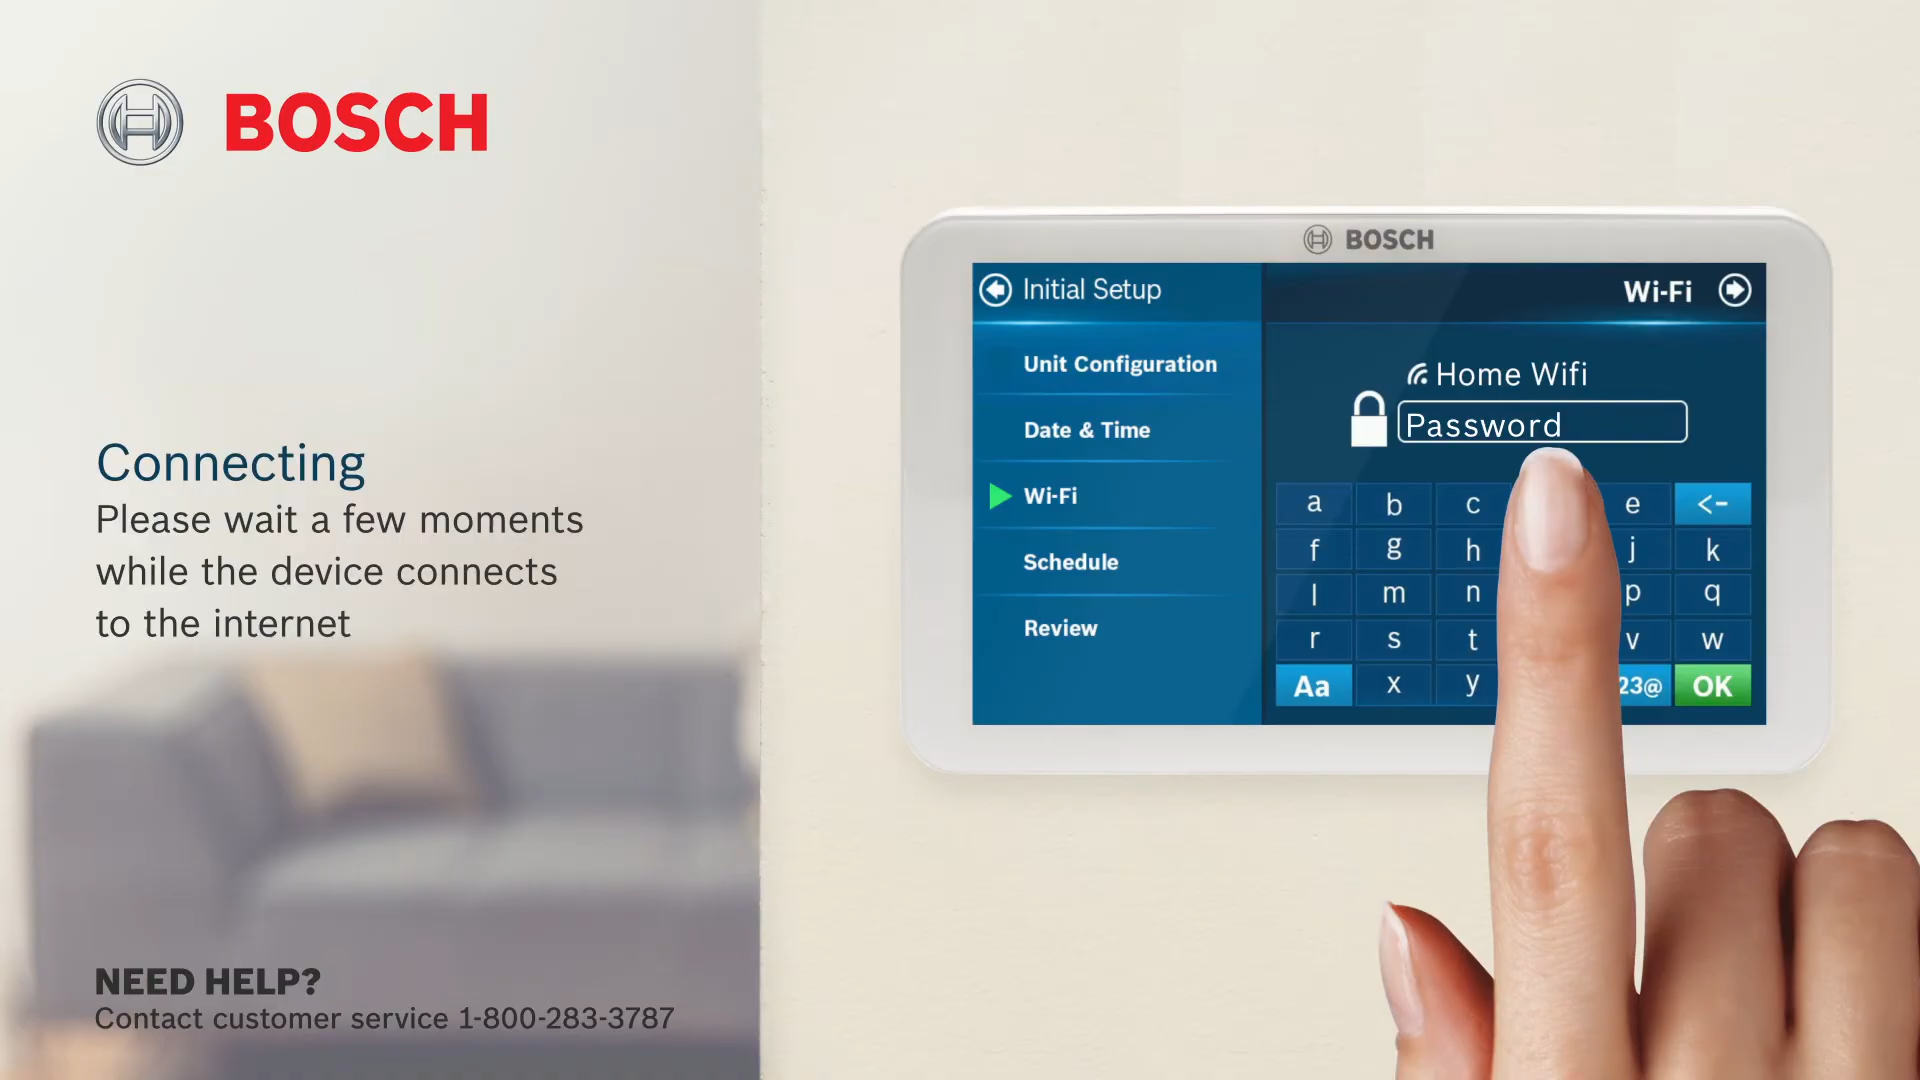 BOSCH
Connecting
Please wait a few moments
while the device connects
to the internet
NEED HELP?
Contact customer service 1-800-283-3787
BOSCH
Initial Setup
Wi-Fi
Unit Configuration
Date & Time
Wi-Fi
Schedule
Review
Home Wifi
Password
a b c e <-
f g h j k
l m n p q
r s t v w
Aa x y 23@ OK